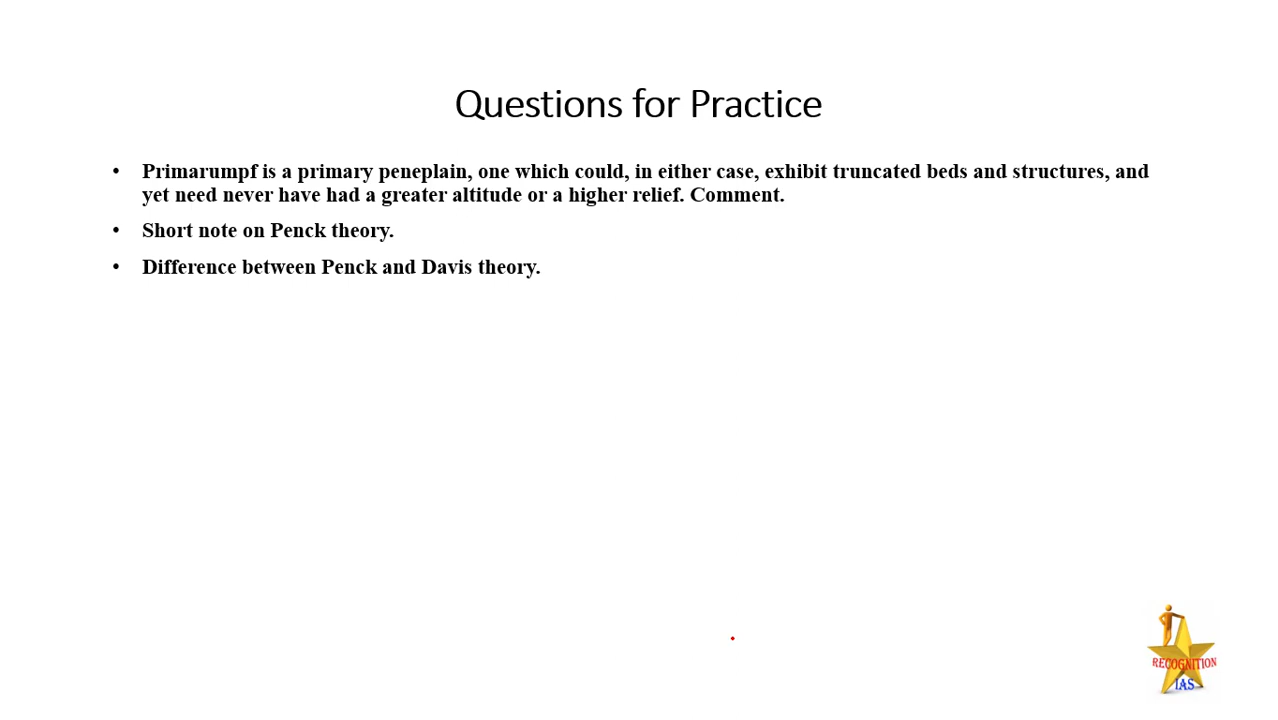 Questions for Practice
• Primarumpf is a primary peneplain, one which could, in either case, exhibit truncated beds and structures, and
yet need never have had a greater altitude or a higher relief. Comment.
• Short note on Penck theory.
• Difference between Penck and Davis theory.
RECOGNITION
IAS